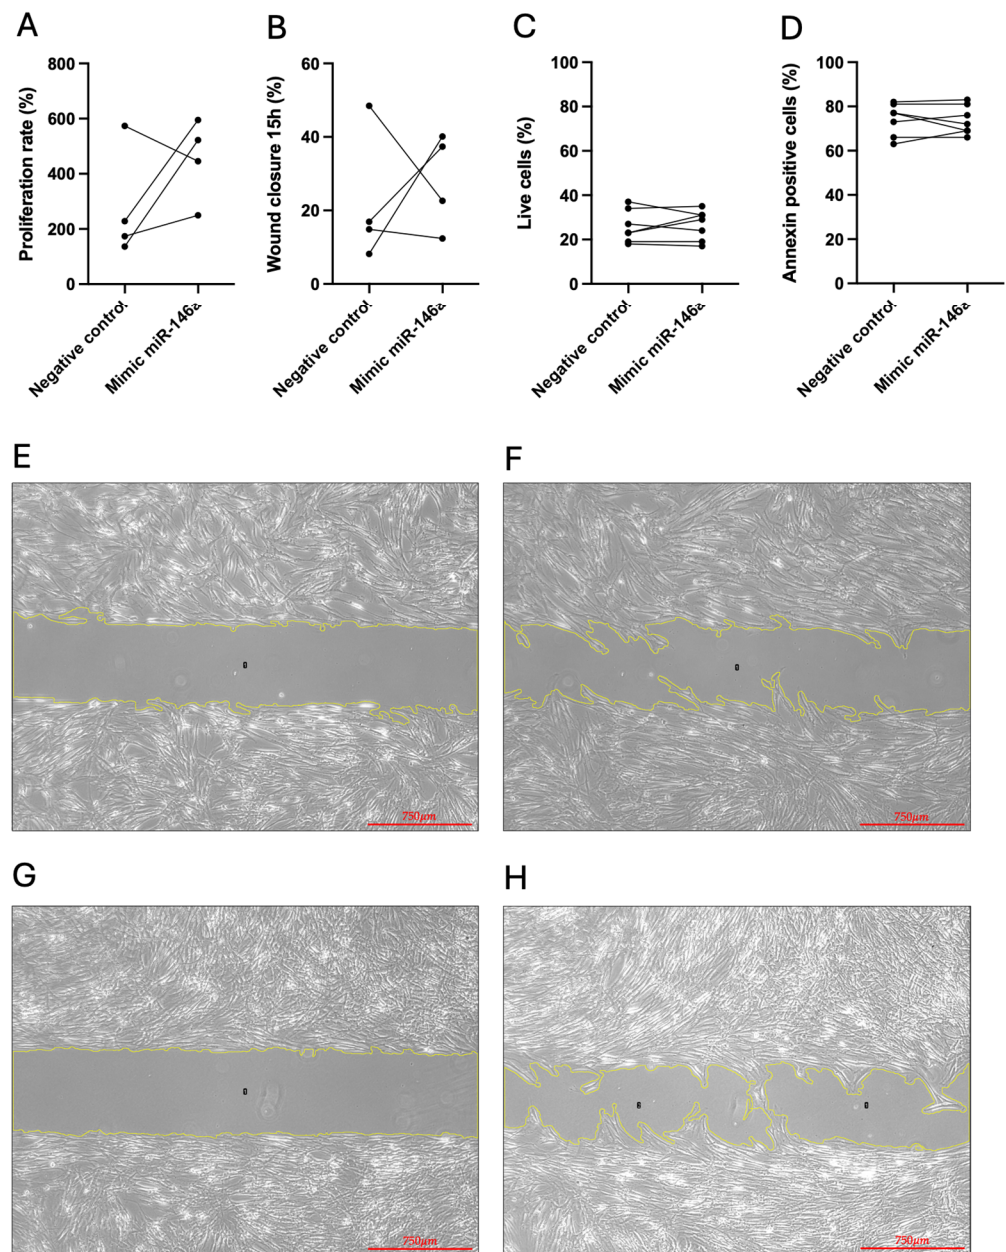 A
B
C
D
Proliferation rate (%)
800
600
400
200
0
Negative control
Mimic miR-146a
Wound closure 15h (%)
60
40
20
0
Negative control
Mimic miR-146a
Live cells (%)
100
80
60
40
20
0
Negative control
Mimic miR-146a
Annexin positive cells (%)
100
80
60
40
20
0
Negative control
Mimic miR-146a
E
F
750µm
750µm
G
H
750µm
750µm